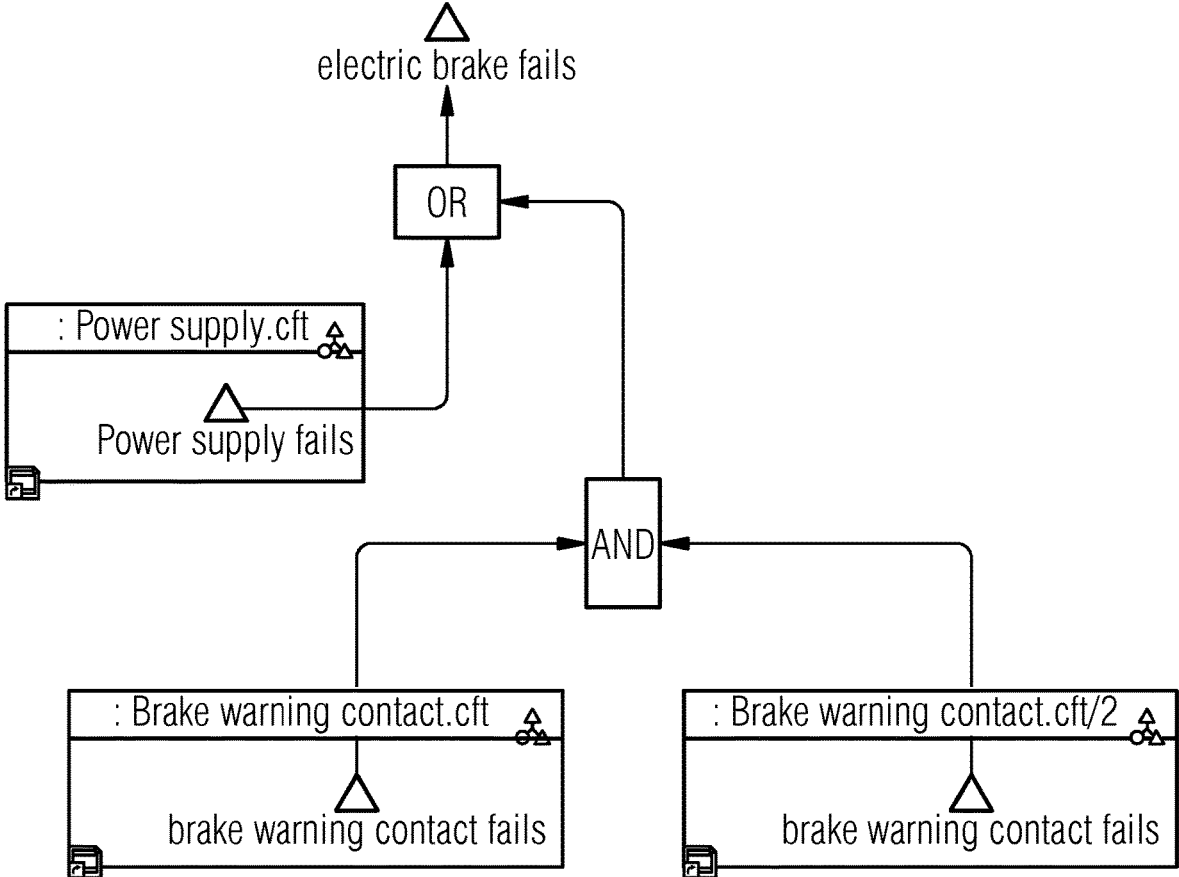 electric brake fails
OR
: Power supply.cft
Power supply fails
AND
: Brake warning contact.cft
brake warning contact fails
: Brake warning contact.cft/2
brake warning contact fails